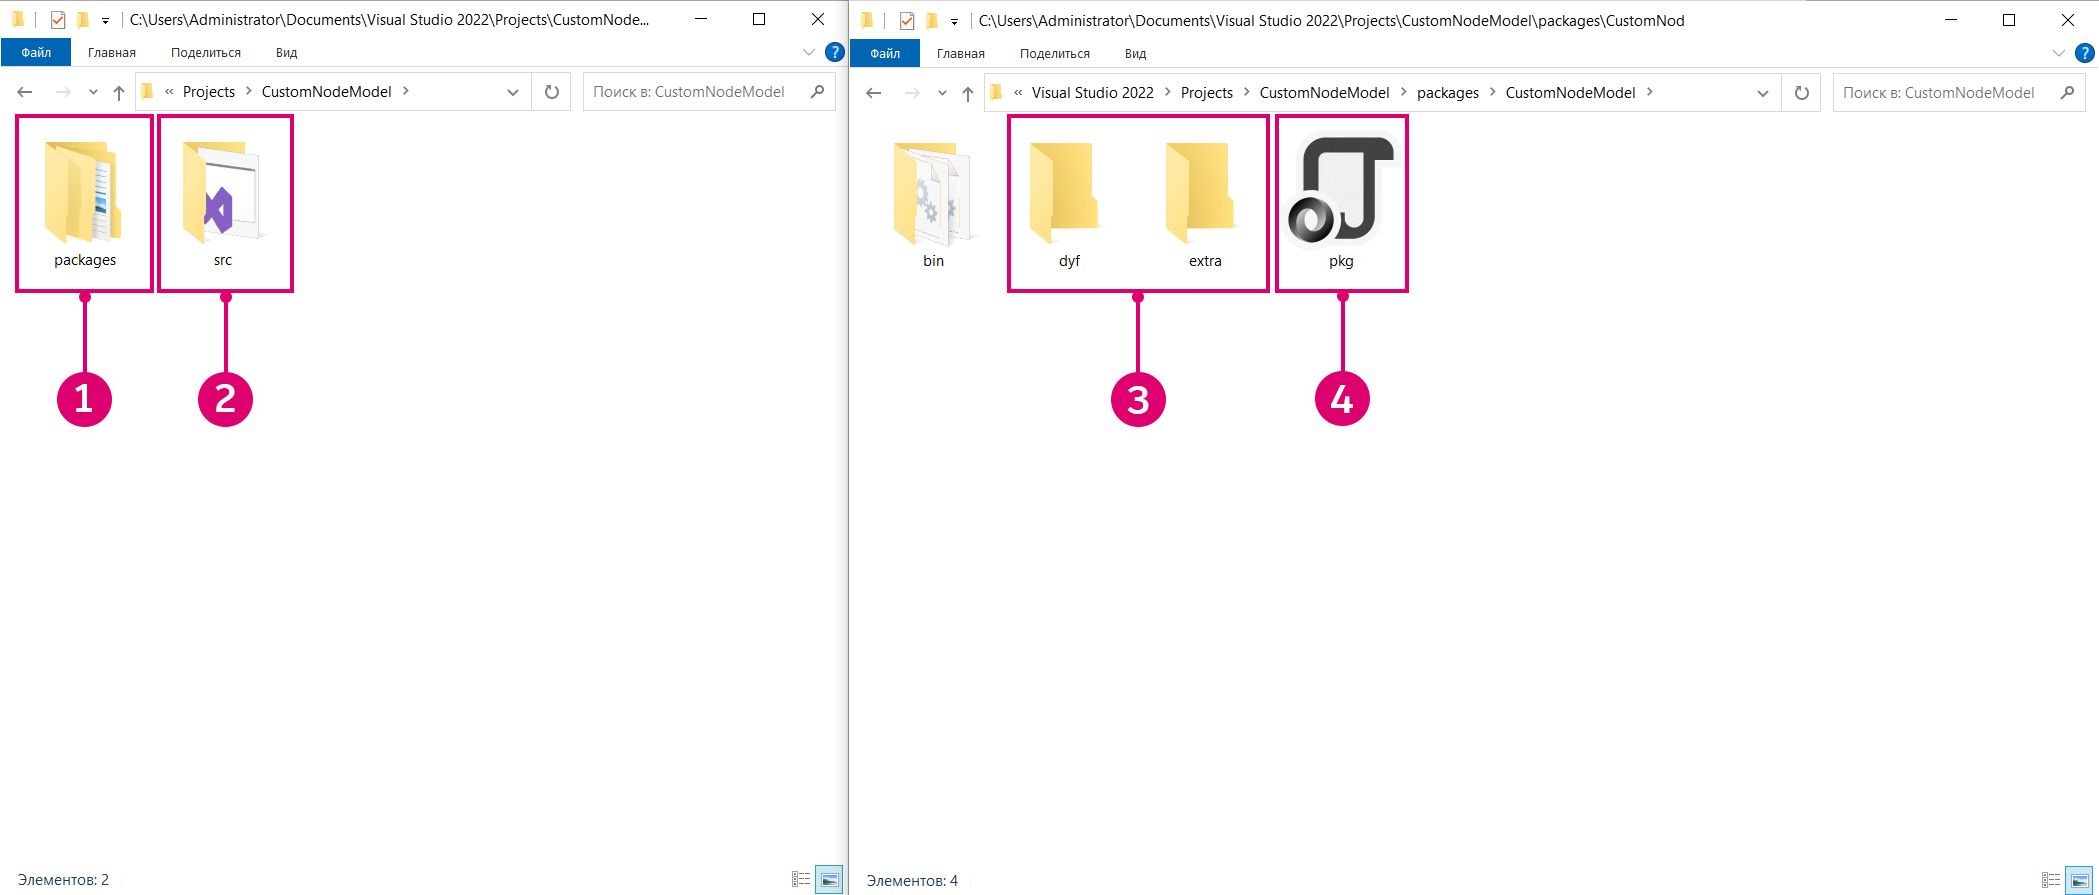 C:\Users\Administrator\Documents\Visual Studio 2022\Projects\CustomNode...
Файл Главная Поделиться Вид
« Projects > CustomNodeModel > Поиск в: CustomNodeModel
packages src
1 2
Элементов: 2
C:\Users\Administrator\Documents\Visual Studio 2022\Projects\CustomNodeModel\packages\CustomNod
Файл Главная Поделиться Вид ?
« Visual Studio 2022 > Projects > CustomNodeModel > packages > CustomNodeModel > Поиск в: CustomNodeModel
bin dyf extra pkg
3 4
Элементов: 4